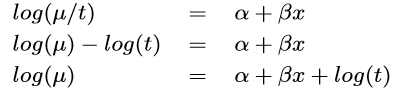 log(μ/t) = α + βx
log(μ) − log(t) = α + βx
log(μ) = α + βx + log(t)